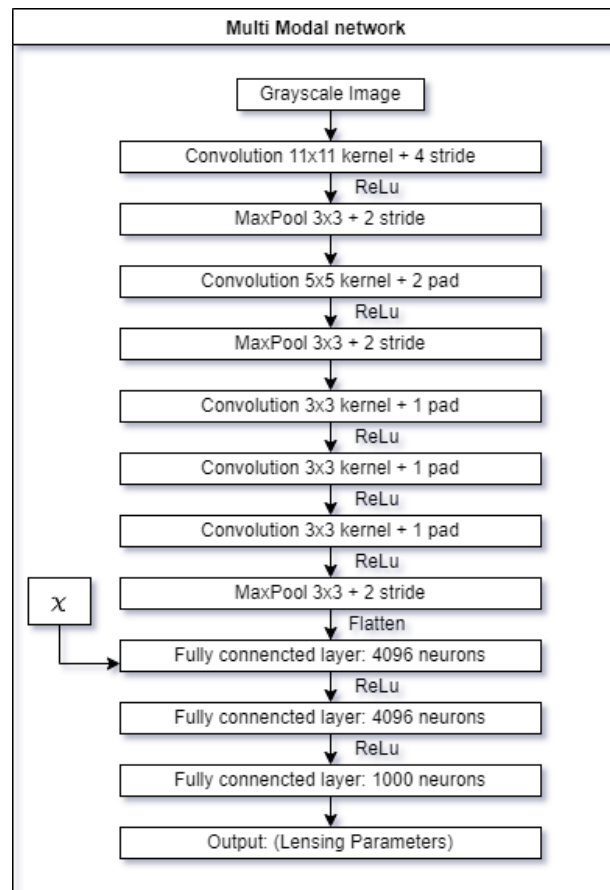 Multi Modal network
Grayscale Image
Convolution 11x11 kernel + 4 stride
ReLu
MaxPool 3x3 + 2 stride
Convolution 5x5 kernel + 2 pad
ReLu
MaxPool 3x3 + 2 stride
Convolution 3x3 kernel + 1 pad
ReLu
Convolution 3x3 kernel + 1 pad
ReLu
Convolution 3x3 kernel + 1 pad
ReLu
MaxPool 3x3 + 2 stride
χ
Flatten
Fully connencted layer: 4096 neurons
ReLu
Fully connencted layer: 4096 neurons
ReLu
Fully connencted layer: 1000 neurons
Output: (Lensing Parameters)